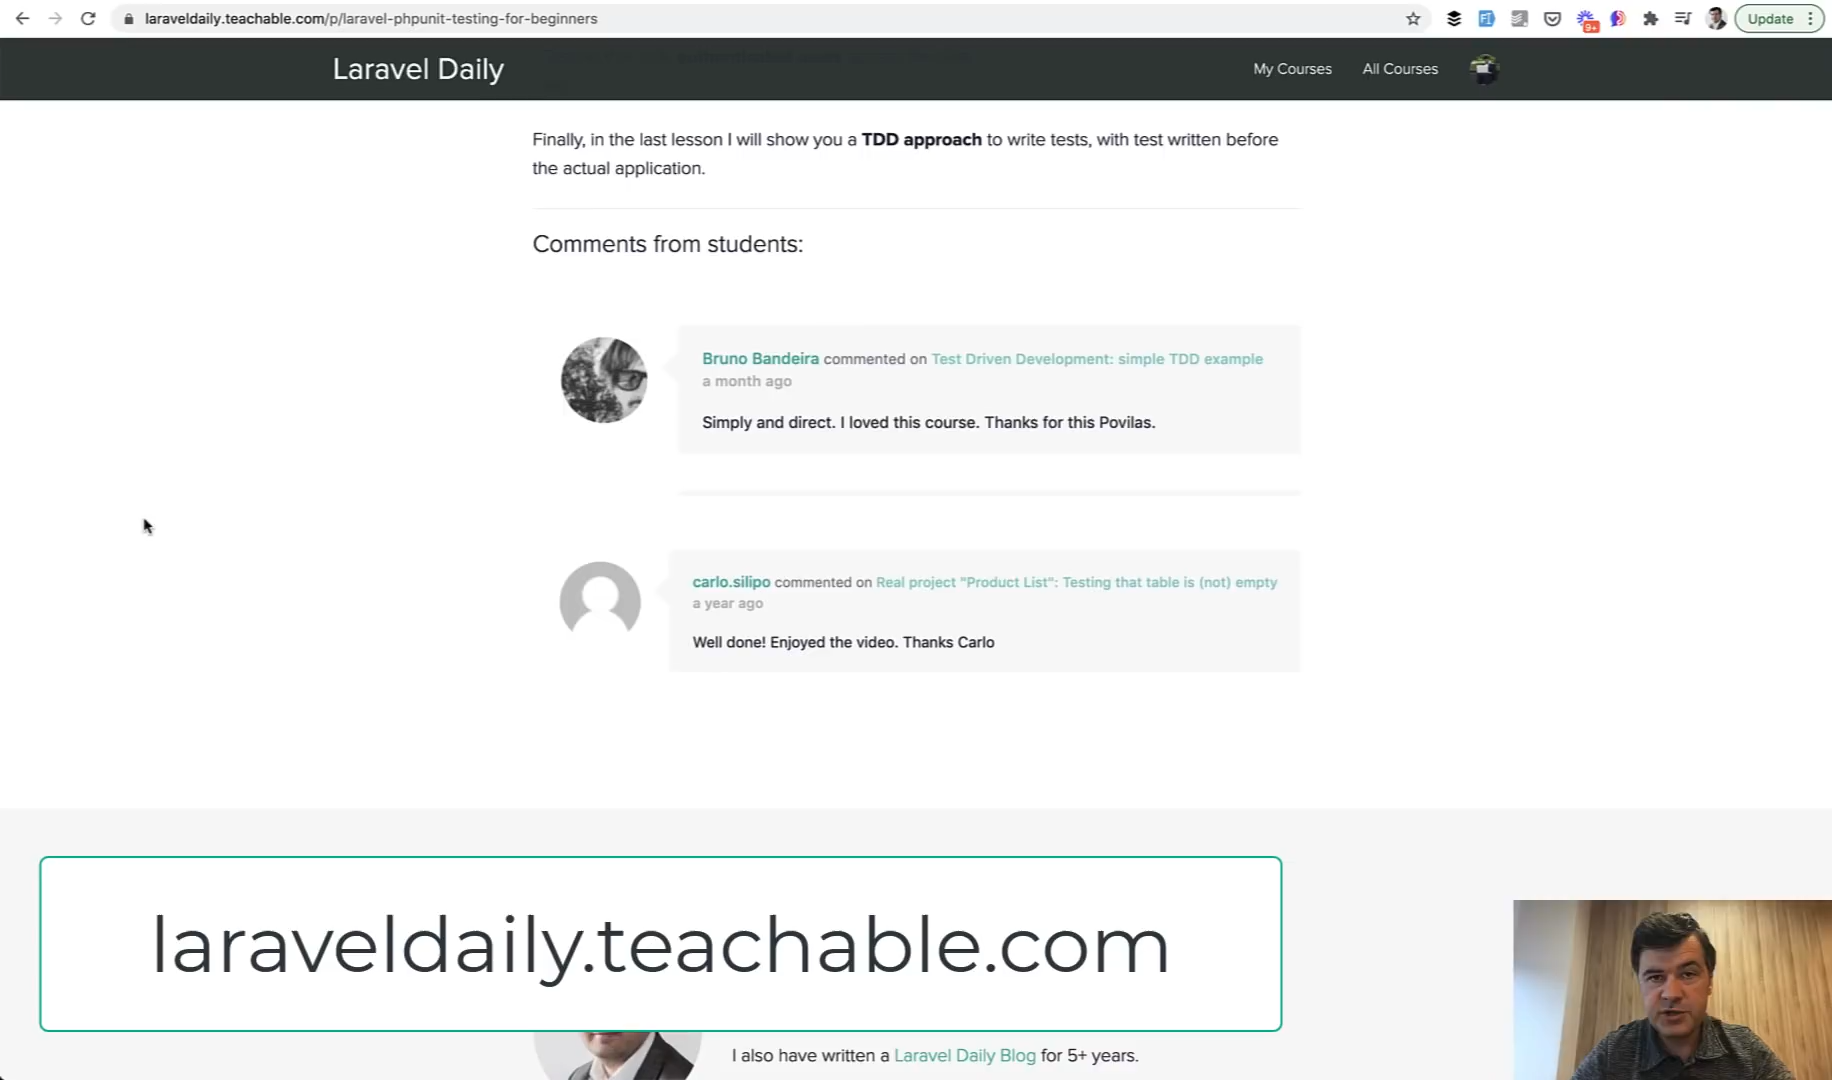 laraveldaily.teachable.com/p/laravel-phpunit-testing-for-beginners
9+
Update
Laravel Daily
My Courses
All Courses
Finally, in the last lesson I will show you a TDD approach to write tests, with test written before
the actual application.
Comments from students:
Bruno Bandeira commented on Test Driven Development: simple TDD example
a month ago
Simply and direct. I loved this course. Thanks for this Povilas.
carlo.silipo commented on Real project "Product List": Testing that table is (not) empty
a year ago
Well done! Enjoyed the video. Thanks Carlo
laraveldaily.teachable.com
I also have written a Laravel Daily Blog for 5+ years.